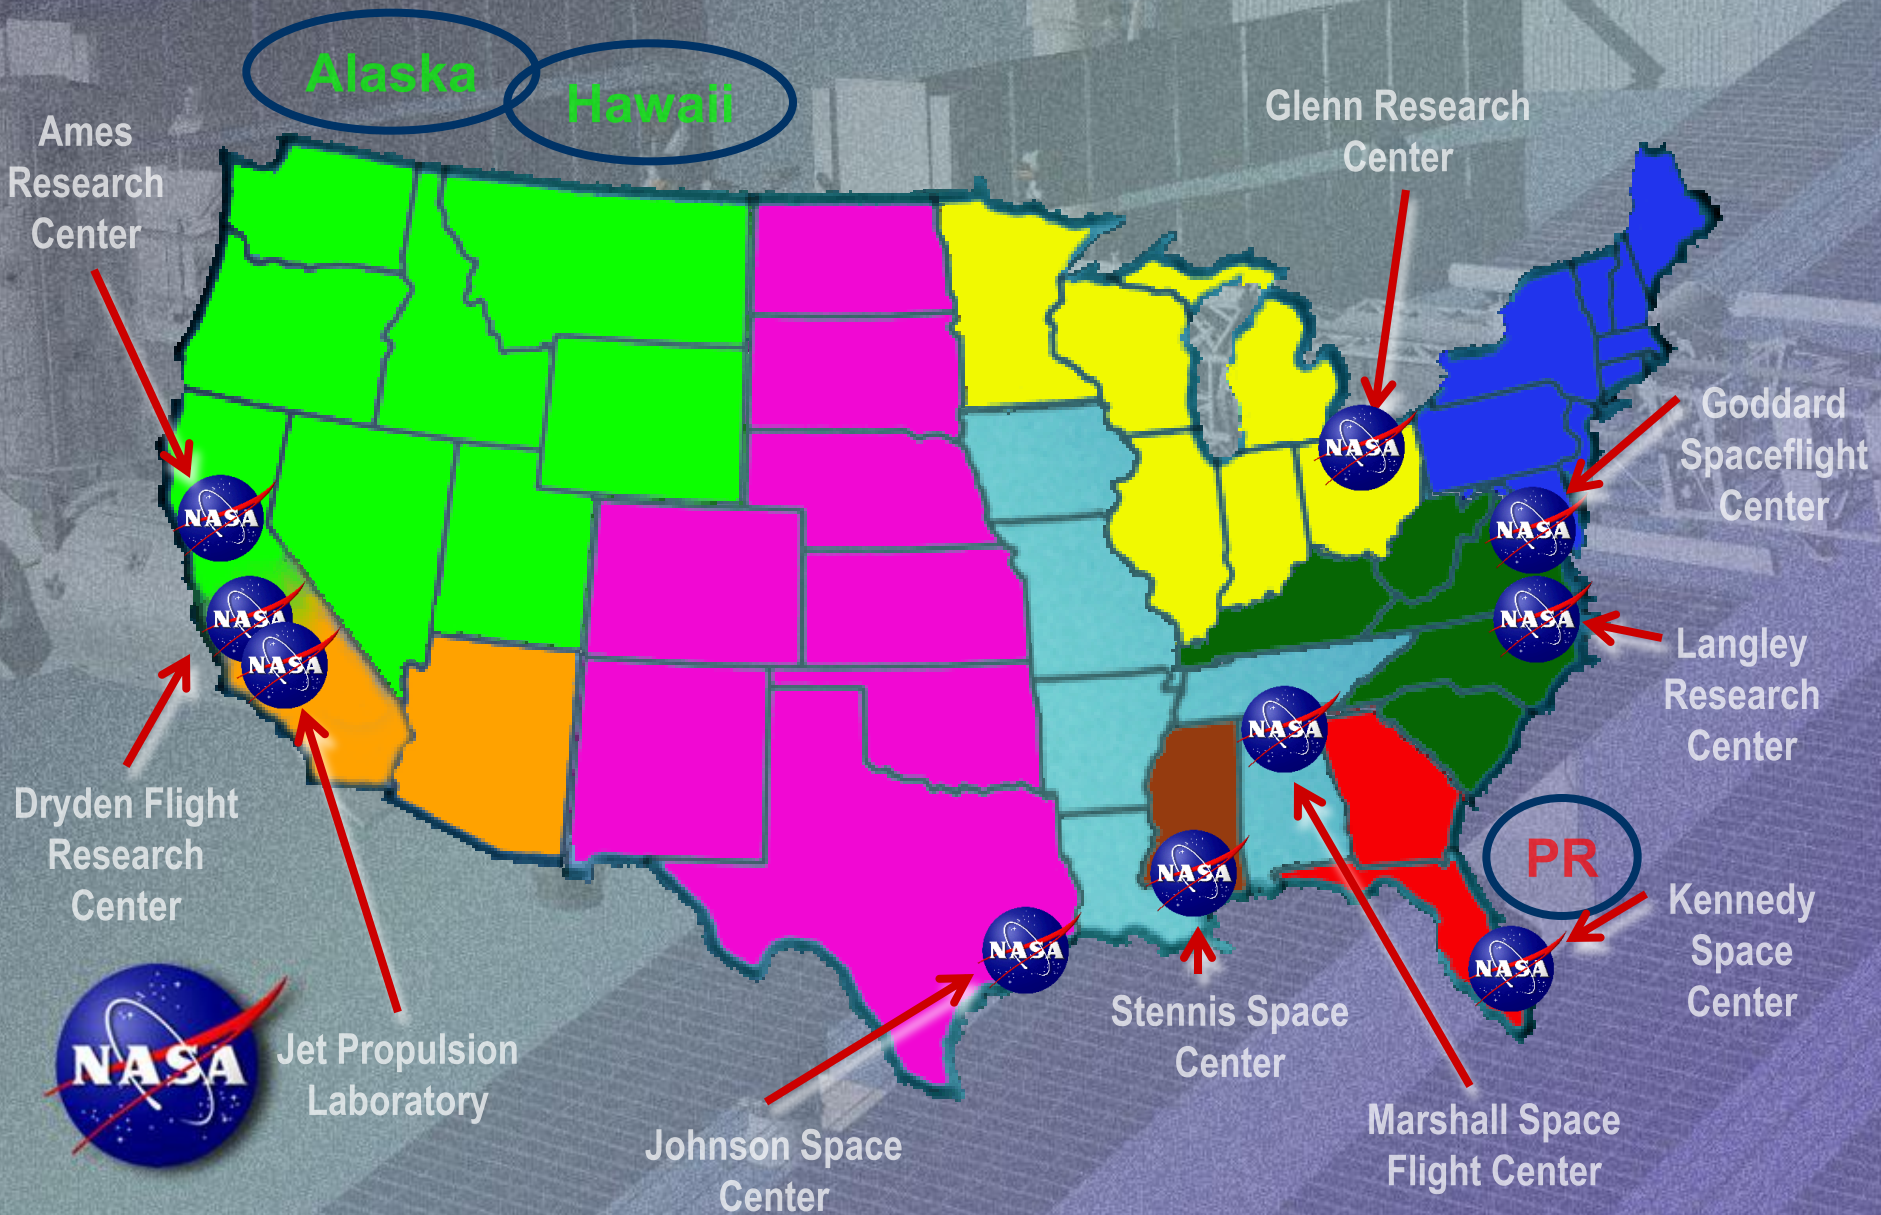 Alaska
Hawaii
Ames
Research
Center
Glenn Research
Center
Goddard
Spaceflight
Center
Langley
Research
Center
PR
Kennedy
Space
Center
Marshall Space
Flight Center
Stennis Space
Center
Johnson Space
Center
Jet Propulsion
Laboratory
Dryden Flight
Research
Center
NASA
NASA
NASA
NASA
NASA
NASA
NASA
NASA
NASA
NASA
NASA